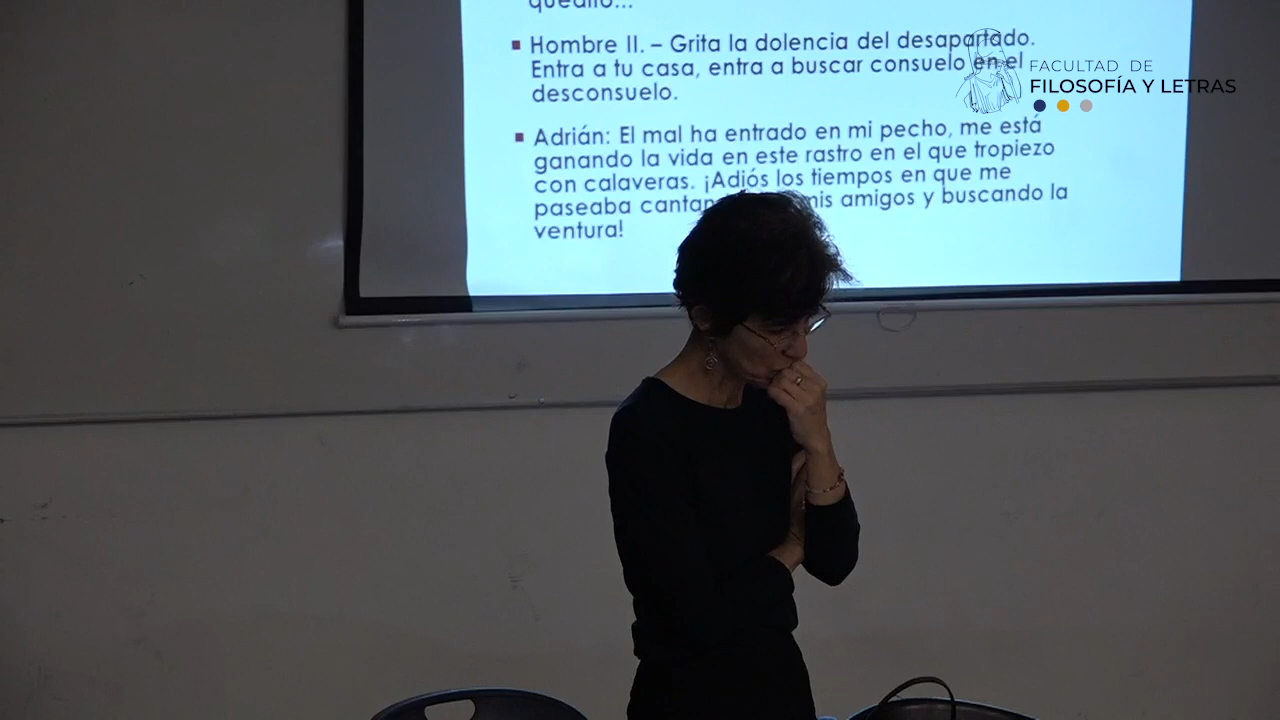 quedito...
Hombre II. – Grita la dolencia del desapartado.
Entra a tu casa, entra a buscar consuelo en el
desconsuelo.
Adrián: El mal ha entrado en mi pecho, me está
ganando la vida en este rastro en el que tropiezo
con calaveras. ¡Adiós los tiempos en que me
paseaba mis amigos y buscando la
ventura!
FACULTAD DE
FILOSOFÍA Y LETRAS